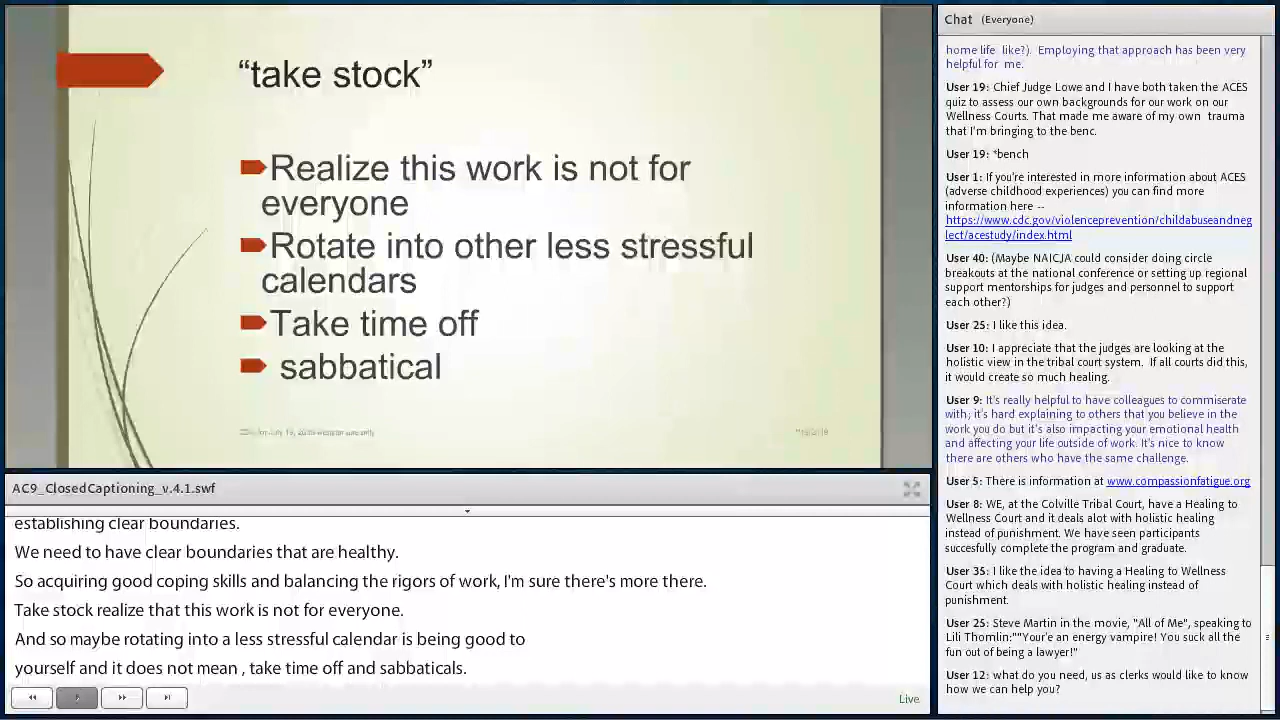 “take stock”
Realize this work is not for
everyone
Rotate into other less stressful
calendars
Take time off
sabbatical
AC9_ClosedCaptioning_v.4.1.swf
establishing clear boundaries.
We need to have clear boundaries that are healthy.
So acquiring good coping skills and balancing the rigors of work, I'm sure there's more there.
Take stock realize that this work is not for everyone.
And so maybe rotating into a less stressful calendar is being good to
yourself and it does not mean , take time off and sabbaticals.
Live
Chat (Everyone)
home life like?). Employing that approach has been very
helpful for me.
User 19: Chief Judge Lowe and I have both taken the ACES
quiz to assess our own backgrounds for our work on our
Wellness Courts. That made me aware of my own trauma
that I'm bringing to the benc.
User 19: *bench
User 1: If you're interested in more information about ACES
(adverse childhood experiences) you can find more
information here --
https://www.cdc.gov/violenceprevention/childabuseandneg
lect/acestudy/index.html
User 40: (Maybe NAICJA could consider doing circle
breakouts at the national conference or setting up regional
support mentorships for judges and personnel to support
each other?)
User 25: I like this idea.
User 10: I appreciate that the judges are looking at the
holistic view in the tribal court system. If all courts did this,
it would create so much healing.
User 9: It's really helpful to have colleagues to commiserate
with; it's hard explaining to others that you believe in the
work you do but it's also impacting your emotional health
and affecting your life outside of work. It's nice to know
there are others who have the same challenge.
User 5: There is information at www.compassionfatigue.org
User 8: WE, at the Colville Tribal Court, have a Healing to
Wellness Court and it deals alot with holistic healing
instead of punishment. We have seen participants
succesfully complete the program and graduate.
User 35: I like the idea to having a Healing to Wellness
Court which deals with holistic healing instead of
punishment.
User 25: Steve Martin in the movie, "All of Me", speaking to
Lili Thomlin:""Your'e an energy vampire! You suck all the
fun out of being a lawyer!"
User 12: what do you need, us as clerks would like to know
how we can help you?